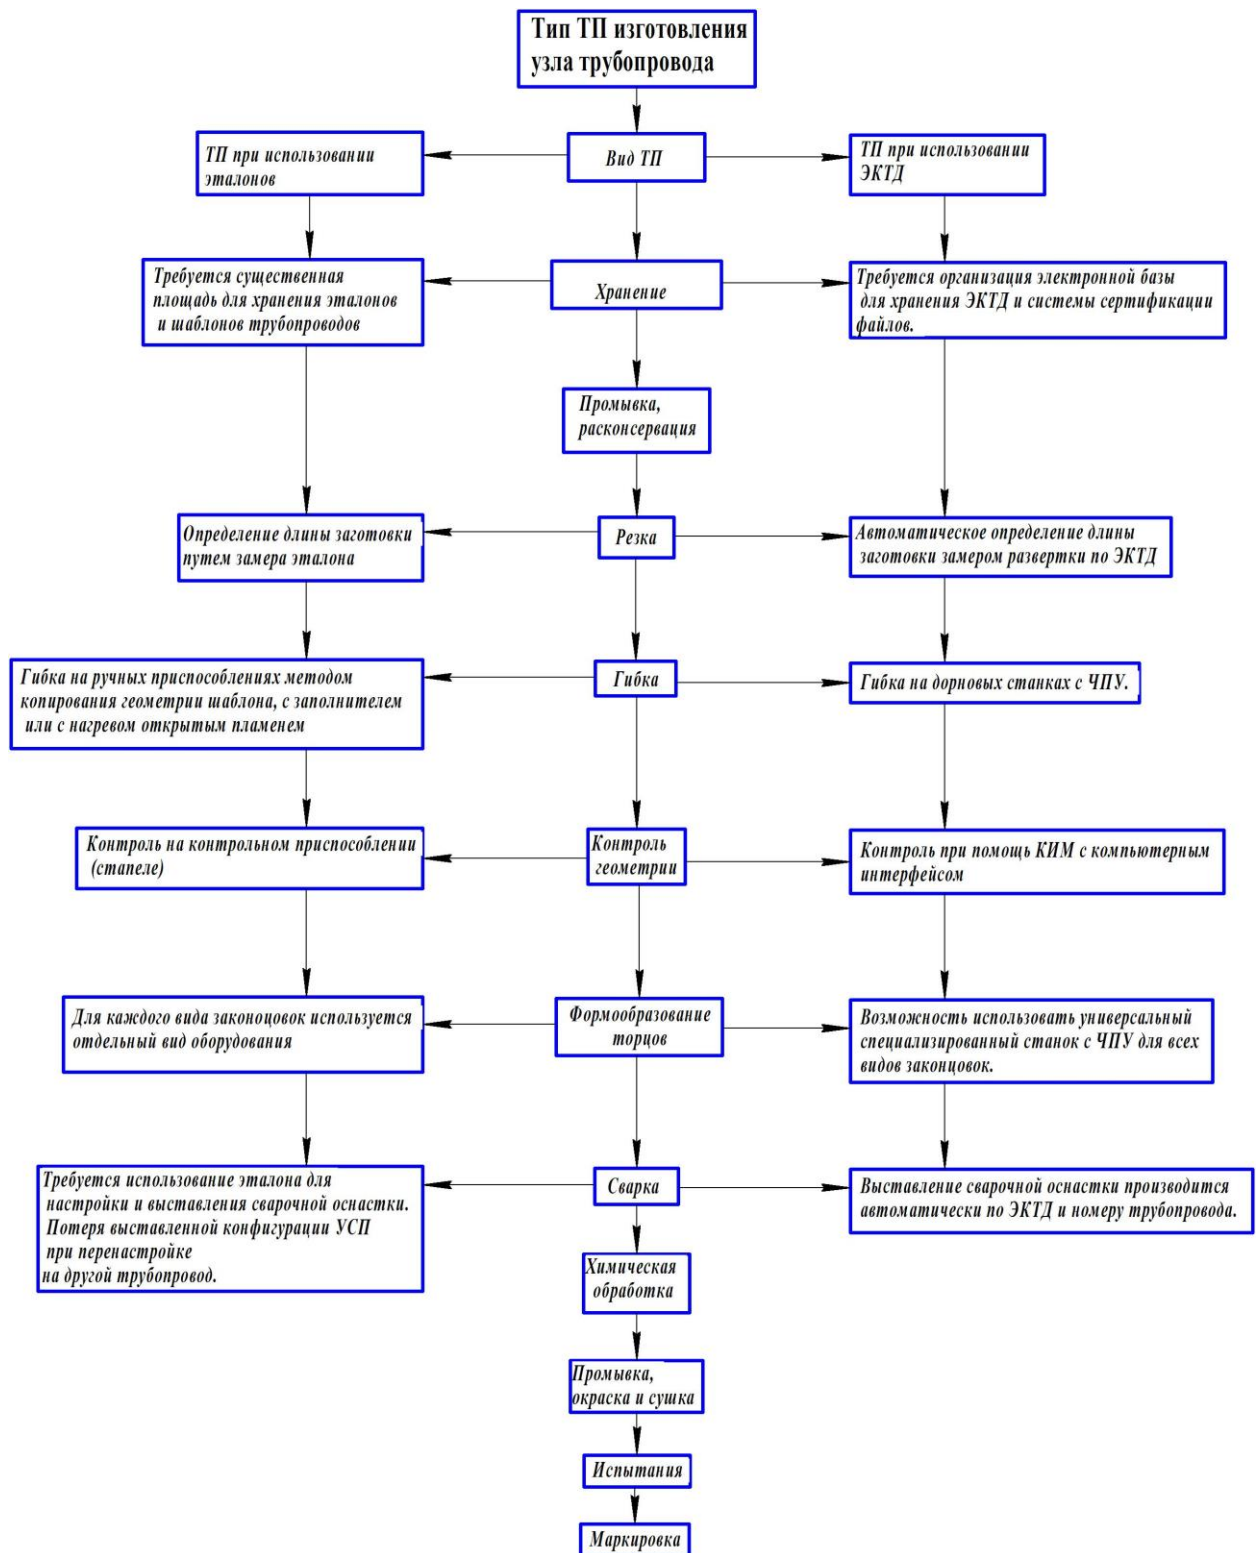 Тип ТП изготовления
узла трубопровода
ТП при использовании
эталонов
Вид ТП
ТП при использовании
ЭКТД
Требуется существенная
площадь для хранения эталонов
и шаблонов трубопроводов
Хранение
Требуется организация электронной базы
для хранения ЭКТД и системы сертификации
файлов.
Промывка,
расконсервация
Определение длины заготовки
путем замера эталона
Резка
Автоматическое определение длины
заготовки замером развертки по ЭКТД
Гибка на ручных приспособлениях методом
копирования геометрии шаблона, с заполнителем
или с нагревом открытым пламенем
Гибка
Гибка на дорновых станках с ЧПУ.
Контроль на контрольном приспособлении
(стапеле)
Контроль
геометрии
Контроль при помощь КИМ с компьютерным
интерфейсом
Для каждого вида законоцовок используется
отдельный вид оборудования
Формообразование
торцов
Возможность использовать универсальный
специализированный станок с ЧПУ для всех
видов законцовок.
Требуется использование эталона для
настройки и выставления сварочной оснастки.
Потеря выставленной конфигурации УСП
при перенастройке
на другой трубопровод.
Сварка
Выставление сварочной оснастки производится
автоматически по ЭКТД и номеру трубопровода.
Химическая
обработка
Промывка,
окраска и сушка
Испытания
Маркировка